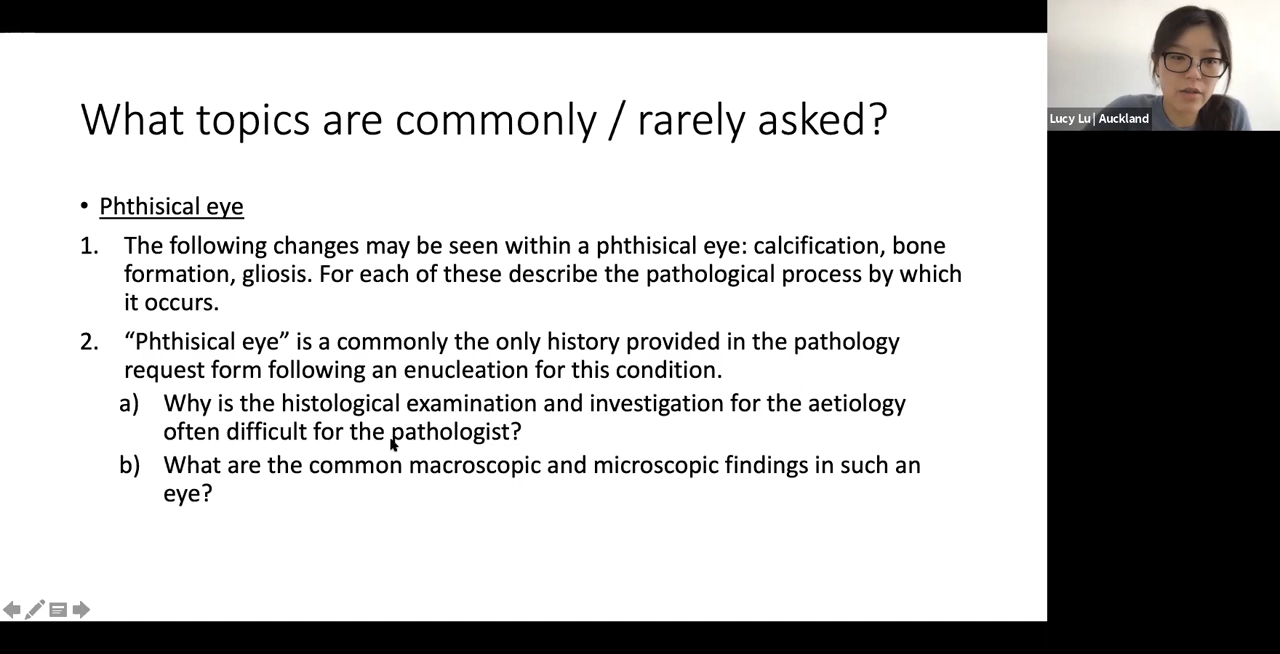 What topics are commonly / rarely asked?
• Phthisical eye
1. The following changes may be seen within a phthisical eye: calcification, bone
formation, gliosis. For each of these describe the pathological process by which
it occurs.
2. “Phthisical eye” is a commonly the only history provided in the pathology
request form following an enucleation for this condition.
a) Why is the histological examination and investigation for the aetiology
often difficult for the pathologist?
b) What are the common macroscopic and microscopic findings in such an
eye?
Lucy Lu | Auckland